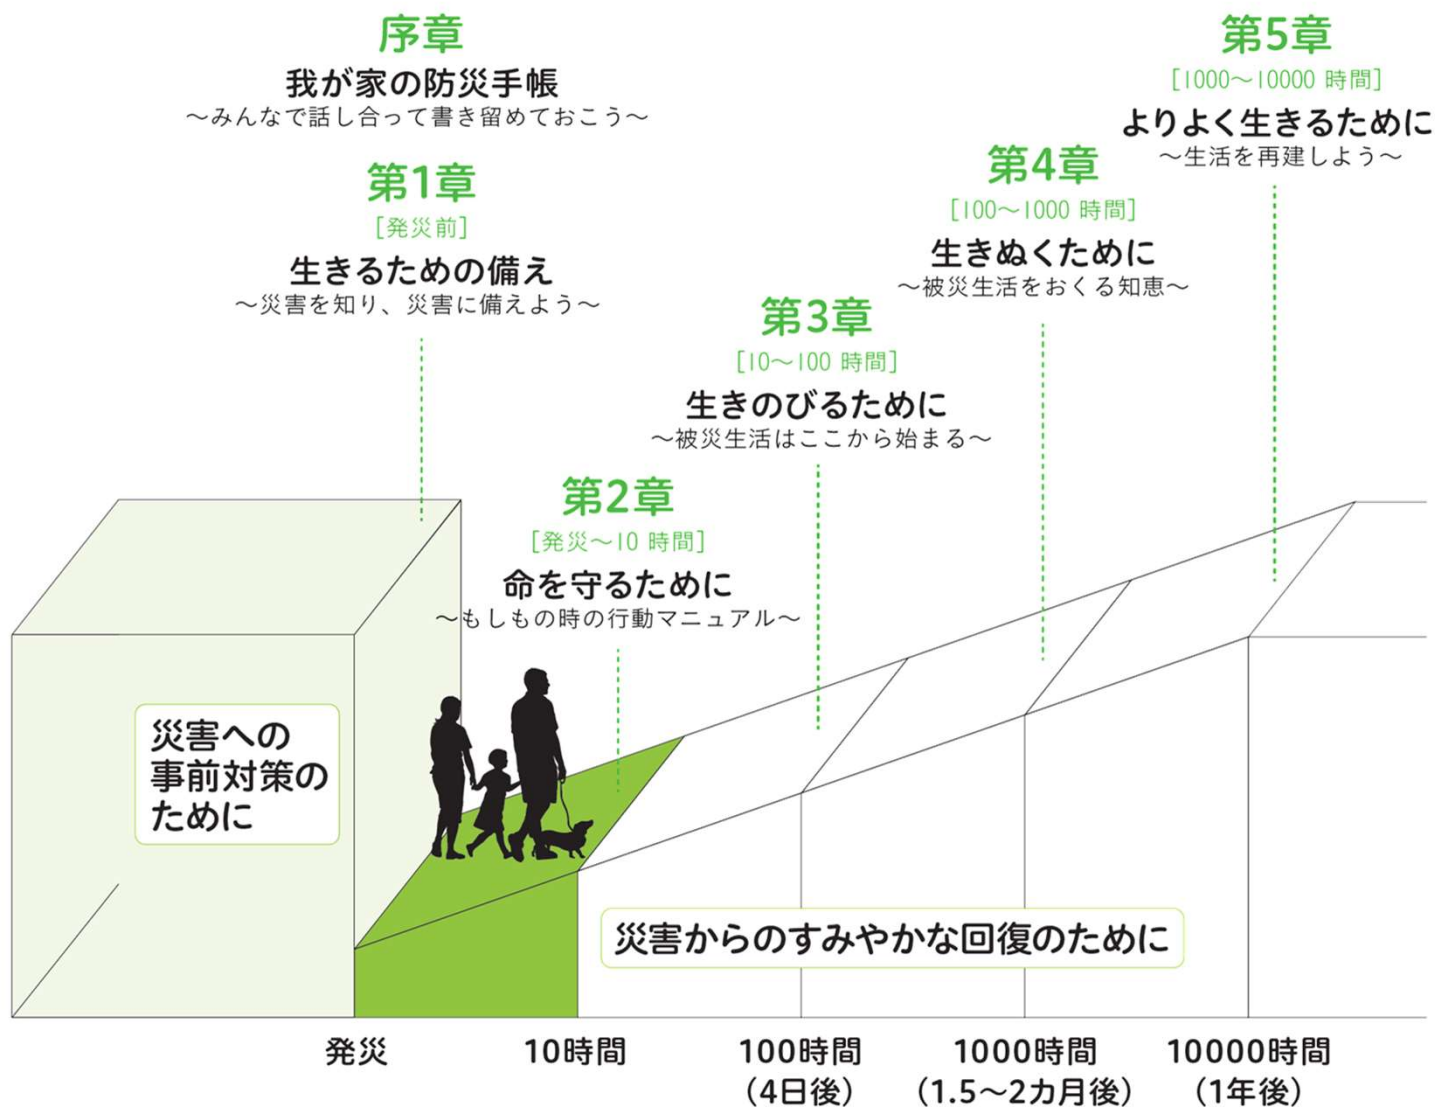 序章
我が家の防災手帳
〜みんなで話し合って書き留めておこう〜
第1章
[発災前]
生きるための備え
〜災害を知り、災害に備えよう〜
第2章
[発災〜10 時間]
命を守るために
〜もしもの時の行動マニュアル〜
第3章
[10〜100 時間]
生きのびるために
〜被災生活はここから始まる〜
第4章
[100〜1000 時間]
生きぬくために
〜被災生活をおくる知恵〜
第5章
[1000〜10000 時間]
よりよく生きるために
〜生活を再建しよう〜
災害への
事前対策の
ために
災害からのすみやかな回復のために
発災
10時間
100時間
（4日後）
1000時間
（1.5〜2カ月後）
10000時間
（1年後）